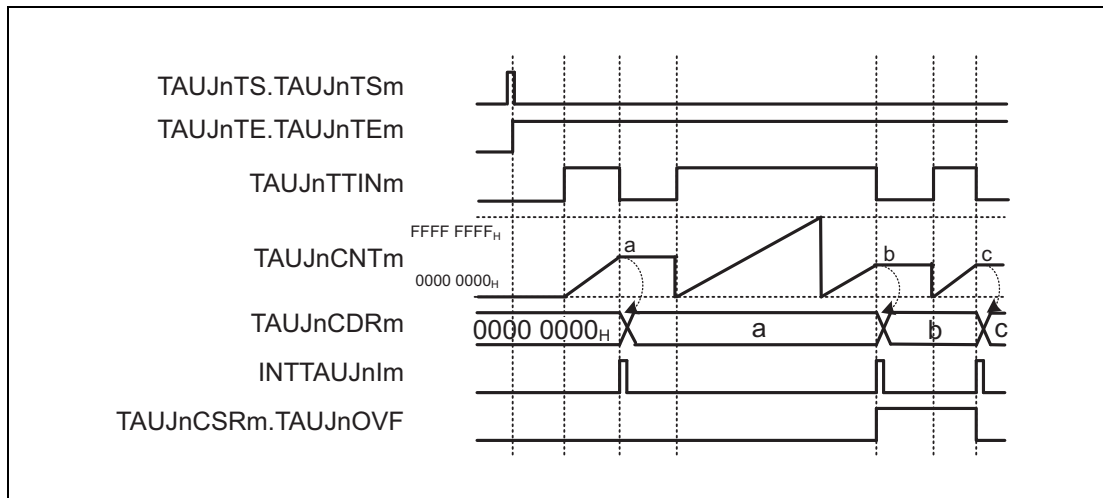 TAUJnTS.TAUJnTSm
TAUJnTE.TAUJnTEm
TAUJnTTINm
FFFF FFFFH
TAUJnCNTm
0000 0000H
a
b
c
TAUJnCDRm
0000 0000H
a
b
c
INTTAUJnIm
TAUJnCSRm.TAUJnOVF